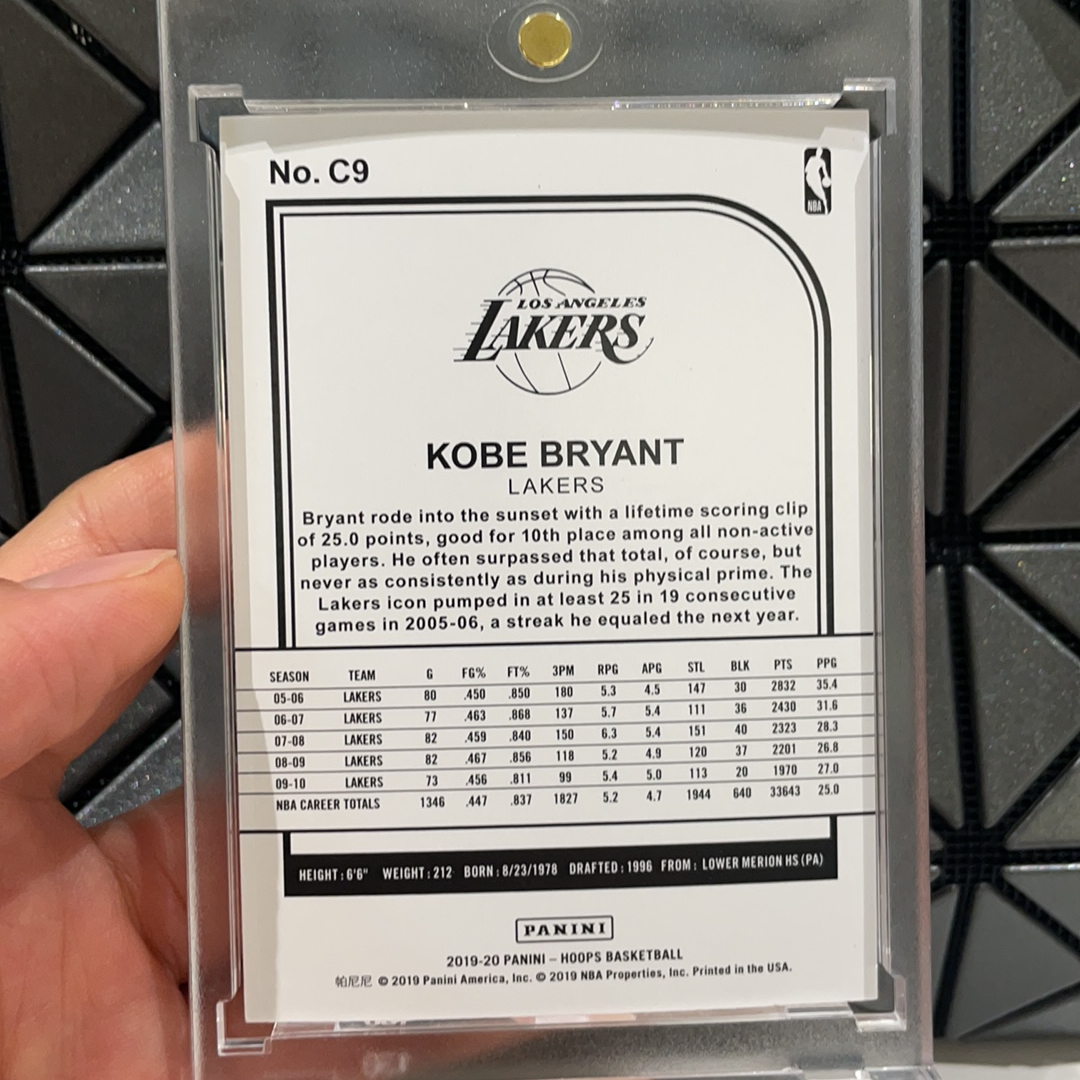 No. C9
NBA
LOS ANGELES
LAKERS
KOBE BRYANT
LAKERS
Bryant rode into the sunset with a lifetime scoring clip
of 25.0 points, good for 10th place among all non-active
players. He often surpassed that total, of course, but
never as consistently as during his physical prime. The
Lakers icon pumped in at least 25 in 19 consecutive
games in 2005-06, a streak he equaled the next year.
SEASON TEAM G FG% FT% 3PM RPG APG STL BLK PTS PPG
05-06 LAKERS 80 .450 .850 180 5.3 4.5 147 30 2832 35.4
06-07 LAKERS 77 .463 .868 137 5.7 5.4 111 36 2430 31.6
07-08 LAKERS 82 .459 .840 150 6.3 5.4 151 40 2323 28.3
08-09 LAKERS 82 .467 .856 118 5.2 4.9 120 37 2201 26.8
09-10 LAKERS 73 .456 .811 99 5.4 5.0 113 20 1970 27.0
NBA CAREER TOTALS 1346 .447 .837 1827 5.2 4.7 1944 640 33643 25.0
HEIGHT: 6'6" WEIGHT: 212 BORN: 8/23/1978 DRAFTED: 1996 FROM: LOWER MERION HS (PA)
PANINI
2019-20 PANINI – HOOPS BASKETBALL
帕尼尼 © 2019 Panini America, Inc. © 2019 NBA Properties, Inc. Printed in the USA.